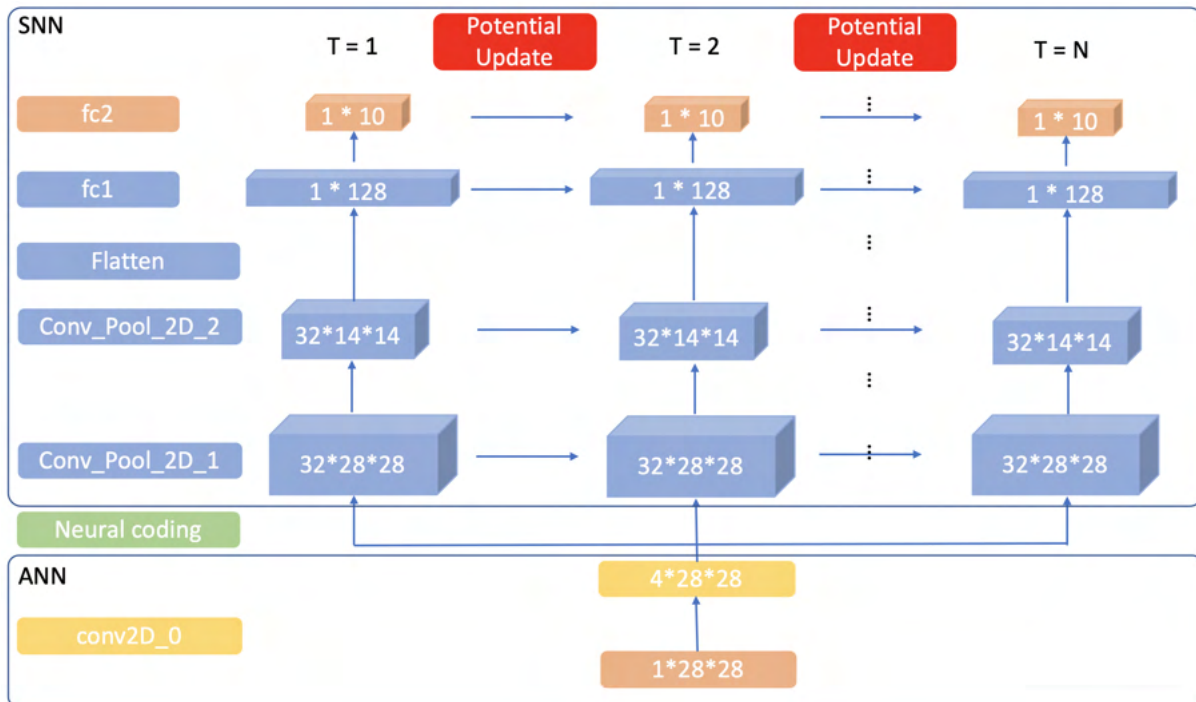 SNN
T = 1
Potential
Update
T = 2
Potential
Update
T = N
fc2
1 * 10
1 * 10
⋮
1 * 10
fc1
1 * 128
1 * 128
⋮
1 * 128
Flatten
⋮
Conv_Pool_2D_2
32*14*14
32*14*14
⋮
32*14*14
⋮
Conv_Pool_2D_1
32*28*28
32*28*28
⋮
32*28*28
Neural coding
ANN
4*28*28
conv2D_0
1*28*28